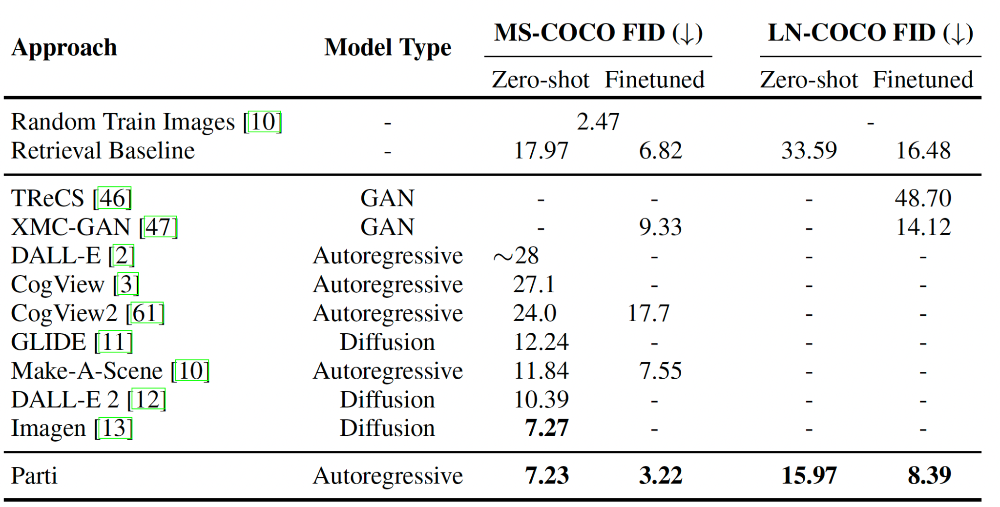 Approach Model Type MS-COCO FID (↓) LN-COCO FID (↓)
Zero-shot Finetuned Zero-shot Finetuned
Random Train Images [10] - 2.47 -
Retrieval Baseline - 17.97 6.82 33.59 16.48
TReCS [46] GAN - - - 48.70
XMC-GAN [47] GAN - 9.33 - 14.12
DALL-E [2] Autoregressive ∼28 - - -
CogView [3] Autoregressive 27.1 - - -
CogView2 [61] Autoregressive 24.0 17.7 - -
GLIDE [11] Diffusion 12.24 - - -
Make-A-Scene [10] Autoregressive 11.84 7.55 - -
DALL-E 2 [12] Diffusion 10.39 - - -
Imagen [13] Diffusion 7.27 - - -
Parti Autoregressive 7.23 3.22 15.97 8.39